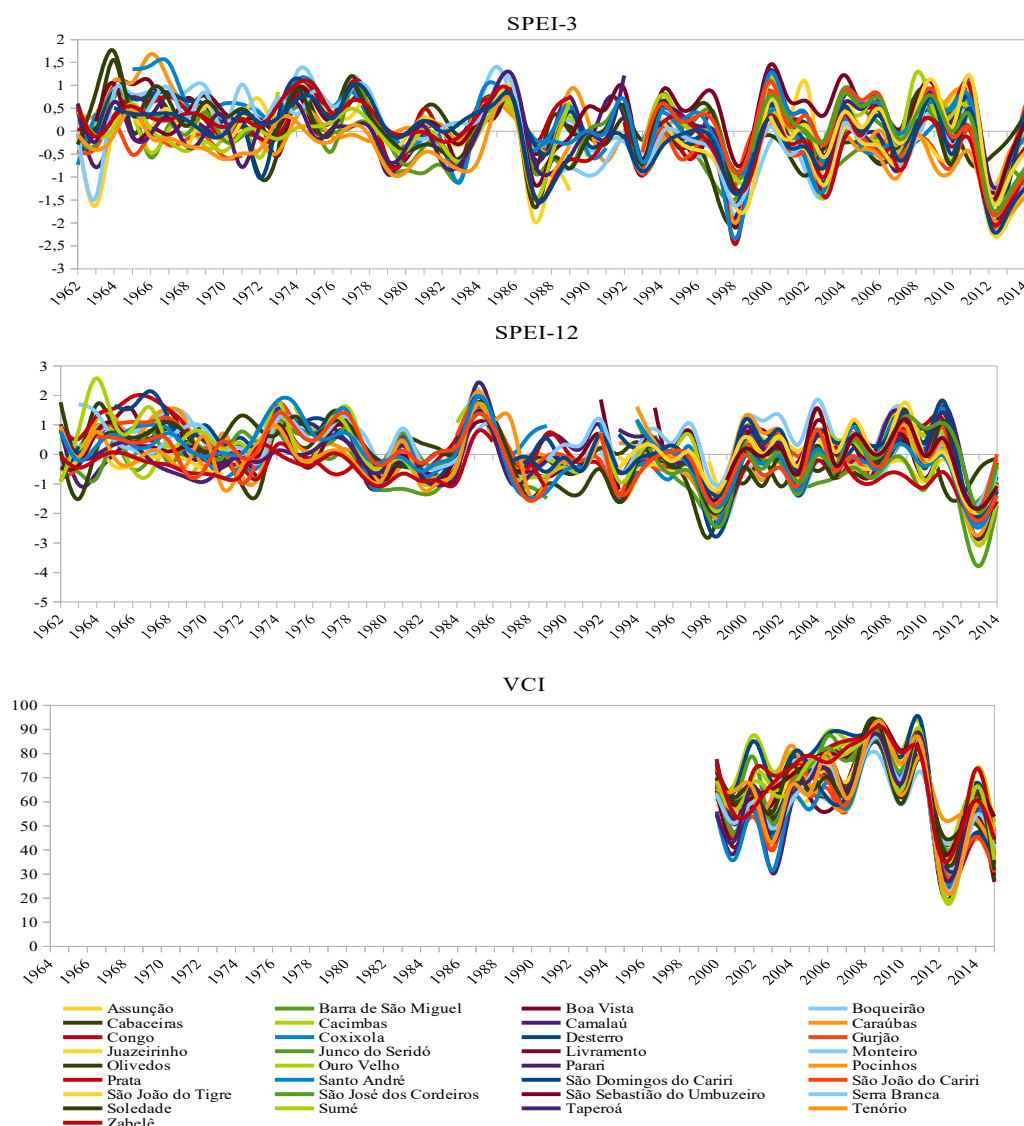 SPEI-3
2
1,5
1
0,5
0
-0,5
-1
-1,5
-2
-2,5
-3
1962 1964 1966 1968 1970 1972 1974 1976 1978 1980 1982 1984 1986 1988 1990 1992 1994 1996 1998 2000 2002 2004 2006 2008 2010 2012 2014
SPEI-12
3
2
1
0
-1
-2
-3
-4
-5
1962 1964 1966 1968 1970 1972 1974 1976 1978 1980 1982 1984 1986 1988 1990 1992 1994 1996 1998 2000 2002 2004 2006 2008 2010 2012 2014
VCI
100
90
80
70
60
50
40
30
20
10
0
1964 1966 1968 1970 1972 1974 1976 1978 1980 1982 1984 1986 1988 1990 1992 1994 1996 1998 2000 2002 2004 2006 2008 2010 2012 2014
Assunção Barra de São Miguel Boa Vista Boqueirão
Cabaceiras Cacimbas Camalaú Caraúbas
Congo Coxixola Desterro Gurjão
Juazeirinho Junco do Seridó Livramento Monteiro
Olivedos Ouro Velho Parari Pocinhos
Prata Santo André São Domingos do Cariri São João do Cariri
São João do Tigre São José dos Cordeiros São Sebastião do Umbuzeiro Serra Branca
Soledade Sumé Taperoá Tenório
Zabelê